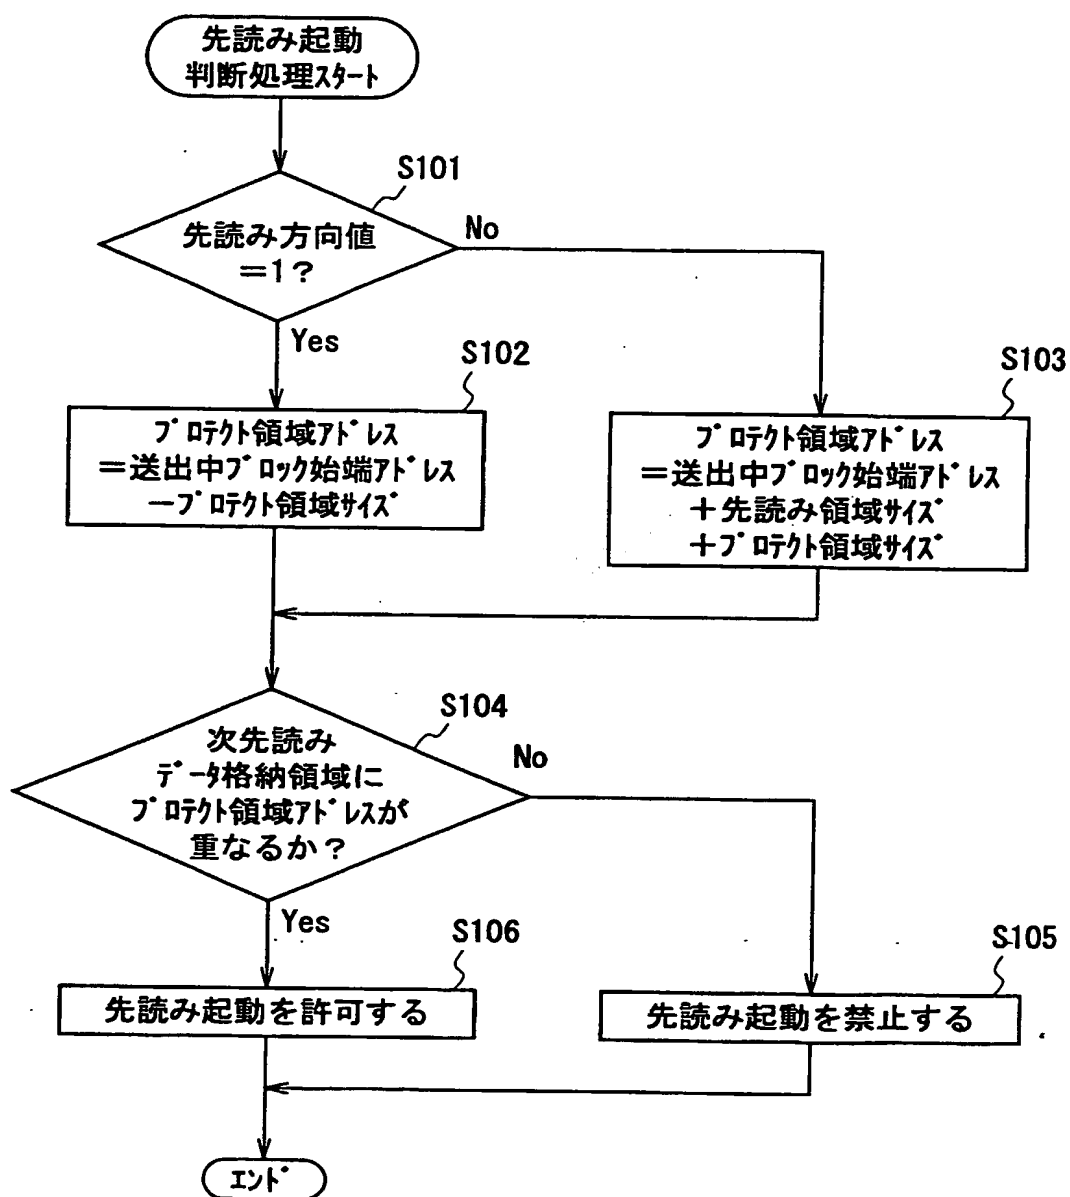 先読み起動
判断処理ｽﾀｰﾄ
S101
先読み方向値
＝1？
No
Yes
S102
ﾌﾟﾛﾃｸﾄ領域ｱﾄﾞﾚｽ
＝送出中ﾌﾞﾛｯｸ始端ｱﾄﾞﾚｽ
－ﾌﾟﾛﾃｸﾄ領域ｻｲｽﾞ
S103
ﾌﾟﾛﾃｸﾄ領域ｱﾄﾞﾚｽ
＝送出中ﾌﾞﾛｯｸ始端ｱﾄﾞﾚｽ
＋先読み領域ｻｲｽﾞ
＋ﾌﾟﾛﾃｸﾄ領域ｻｲｽﾞ
S104
次先読み
ﾃﾞｰﾀ格納領域に
ﾌﾟﾛﾃｸﾄ領域ｱﾄﾞﾚｽが
重なるか？
No
Yes
S106
先読み起動を許可する
S105
先読み起動を禁止する
ｴﾝﾄﾞ